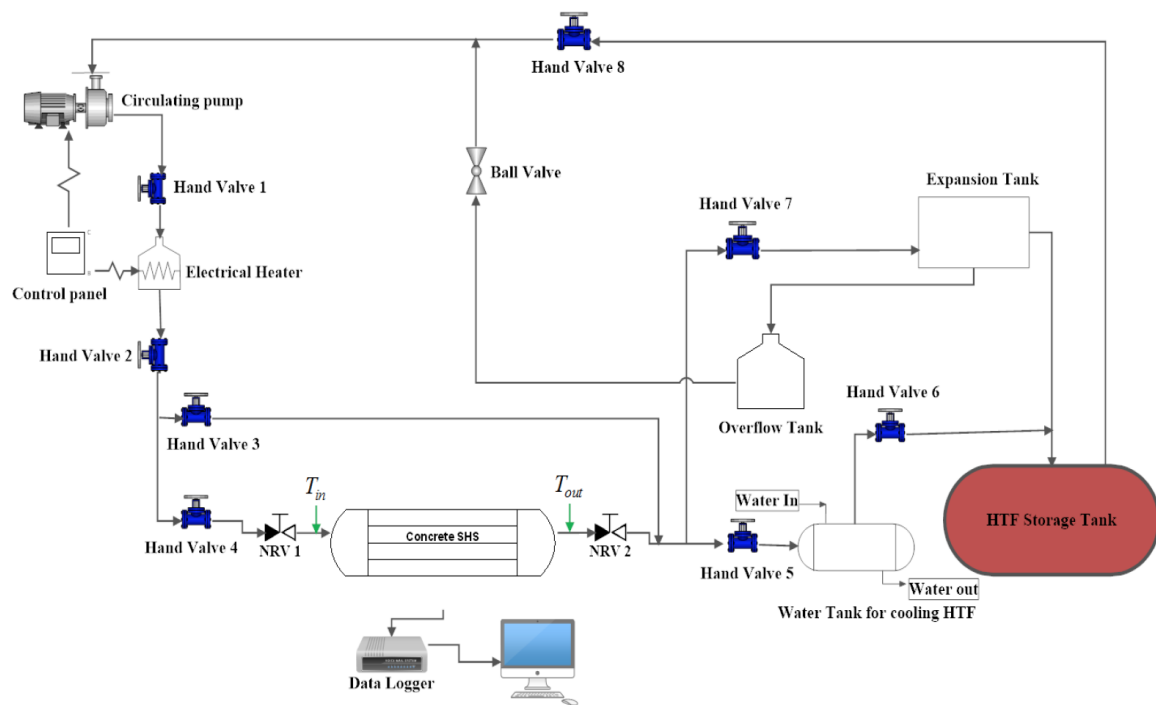 Hand Valve 8
Circulating pump
Hand Valve 1
Ball Valve
Expansion Tank
Hand Valve 7
Electrical Heater
Control panel
Hand Valve 2
Hand Valve 3
Overflow Tank
Hand Valve 6
T_in
T_out
Water In
HTF Storage Tank
Hand Valve 4
NRV 1
Concrete SHS
NRV 2
Hand Valve 5
Water out
Water Tank for cooling HTF
Data Logger